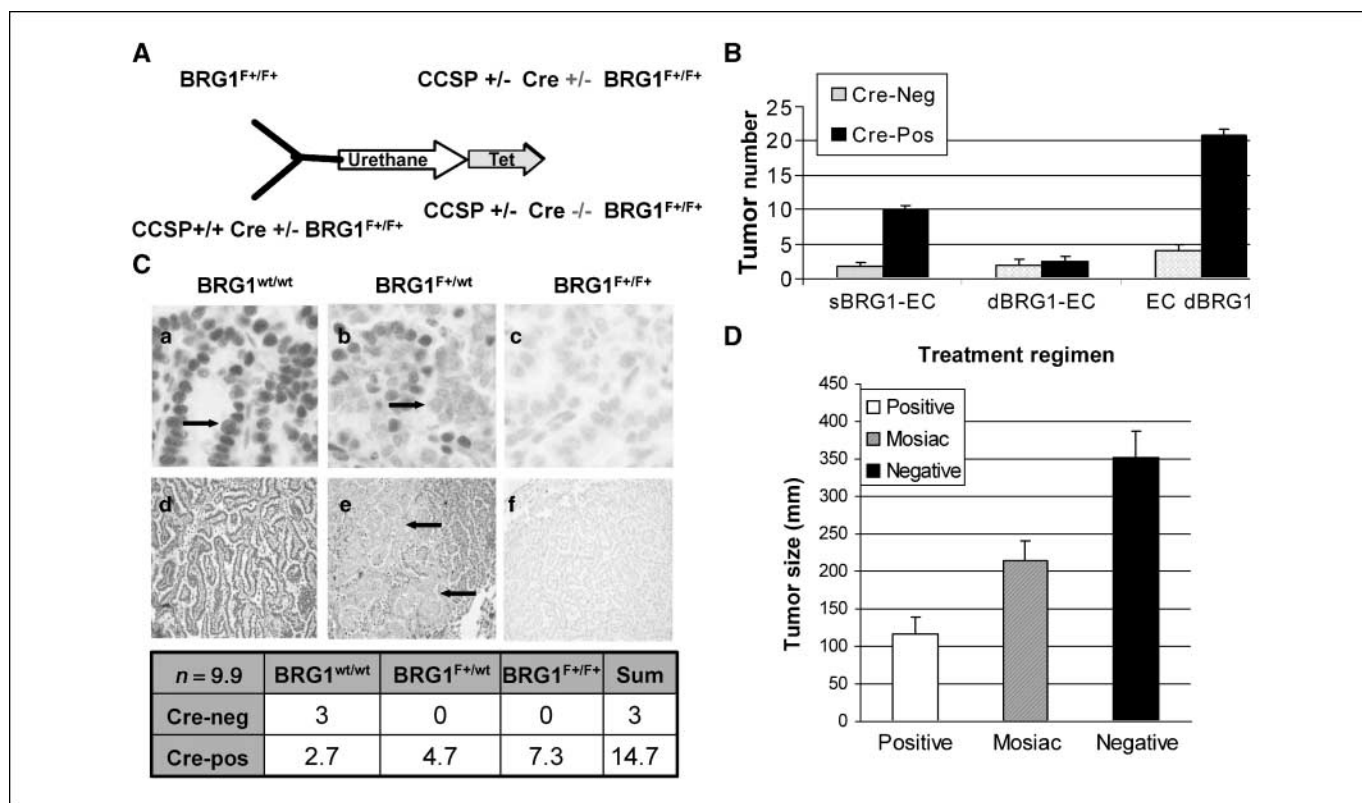 A
BRG1F+/F+
CCSP +/- Cre +/- BRG1F+/F+
Urethane
Tet
CCSP +/- Cre -/- BRG1F+/F+
CCSP+/+ Cre +/- BRG1F+/F+
B
Cre-Neg
Cre-Pos
Tumor number
25
20
15
10
5
0
sBRG1-EC
dBRG1-EC
EC dBRG1
C
BRG1wt/wt
BRG1F+/wt
BRG1F+/F+
a
b
c
d
e
f
n = 9.9 BRG1wt/wt BRG1F+/wt BRG1F+/F+ Sum
Cre-neg 3 0 0 3
Cre-pos 2.7 4.7 7.3 14.7
D
Treatment regimen
Positive
Mosiac
Negative
Tumor size (mm)
450
400
350
300
250
200
150
100
50
0
Positive
Mosiac
Negative